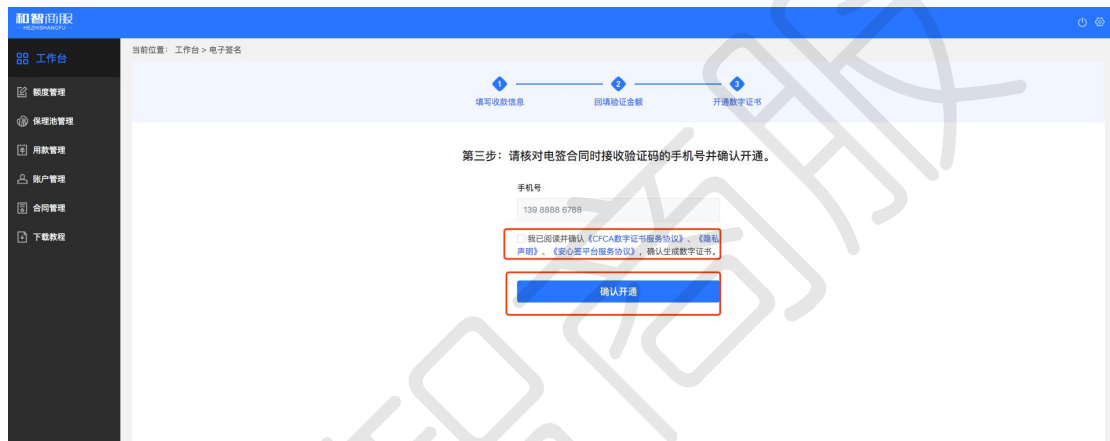 和智商服
HEZHISHANGFU
工作台
当前位置： 工作台 > 电子签名
额度管理
保理池管理
用款管理
账户管理
合同管理
下载教程
1
2
3
填写收款信息
回填验证金额
开通数字证书
第三步：请核对电签合同时接收验证码的手机号并确认开通。
手机号
139 8888 6788
我已阅读并确认《CFCA数字证书服务协议》、《隐私
声明》、《安心签平台服务协议》，确认生成数字证书。
确认开通
智商服